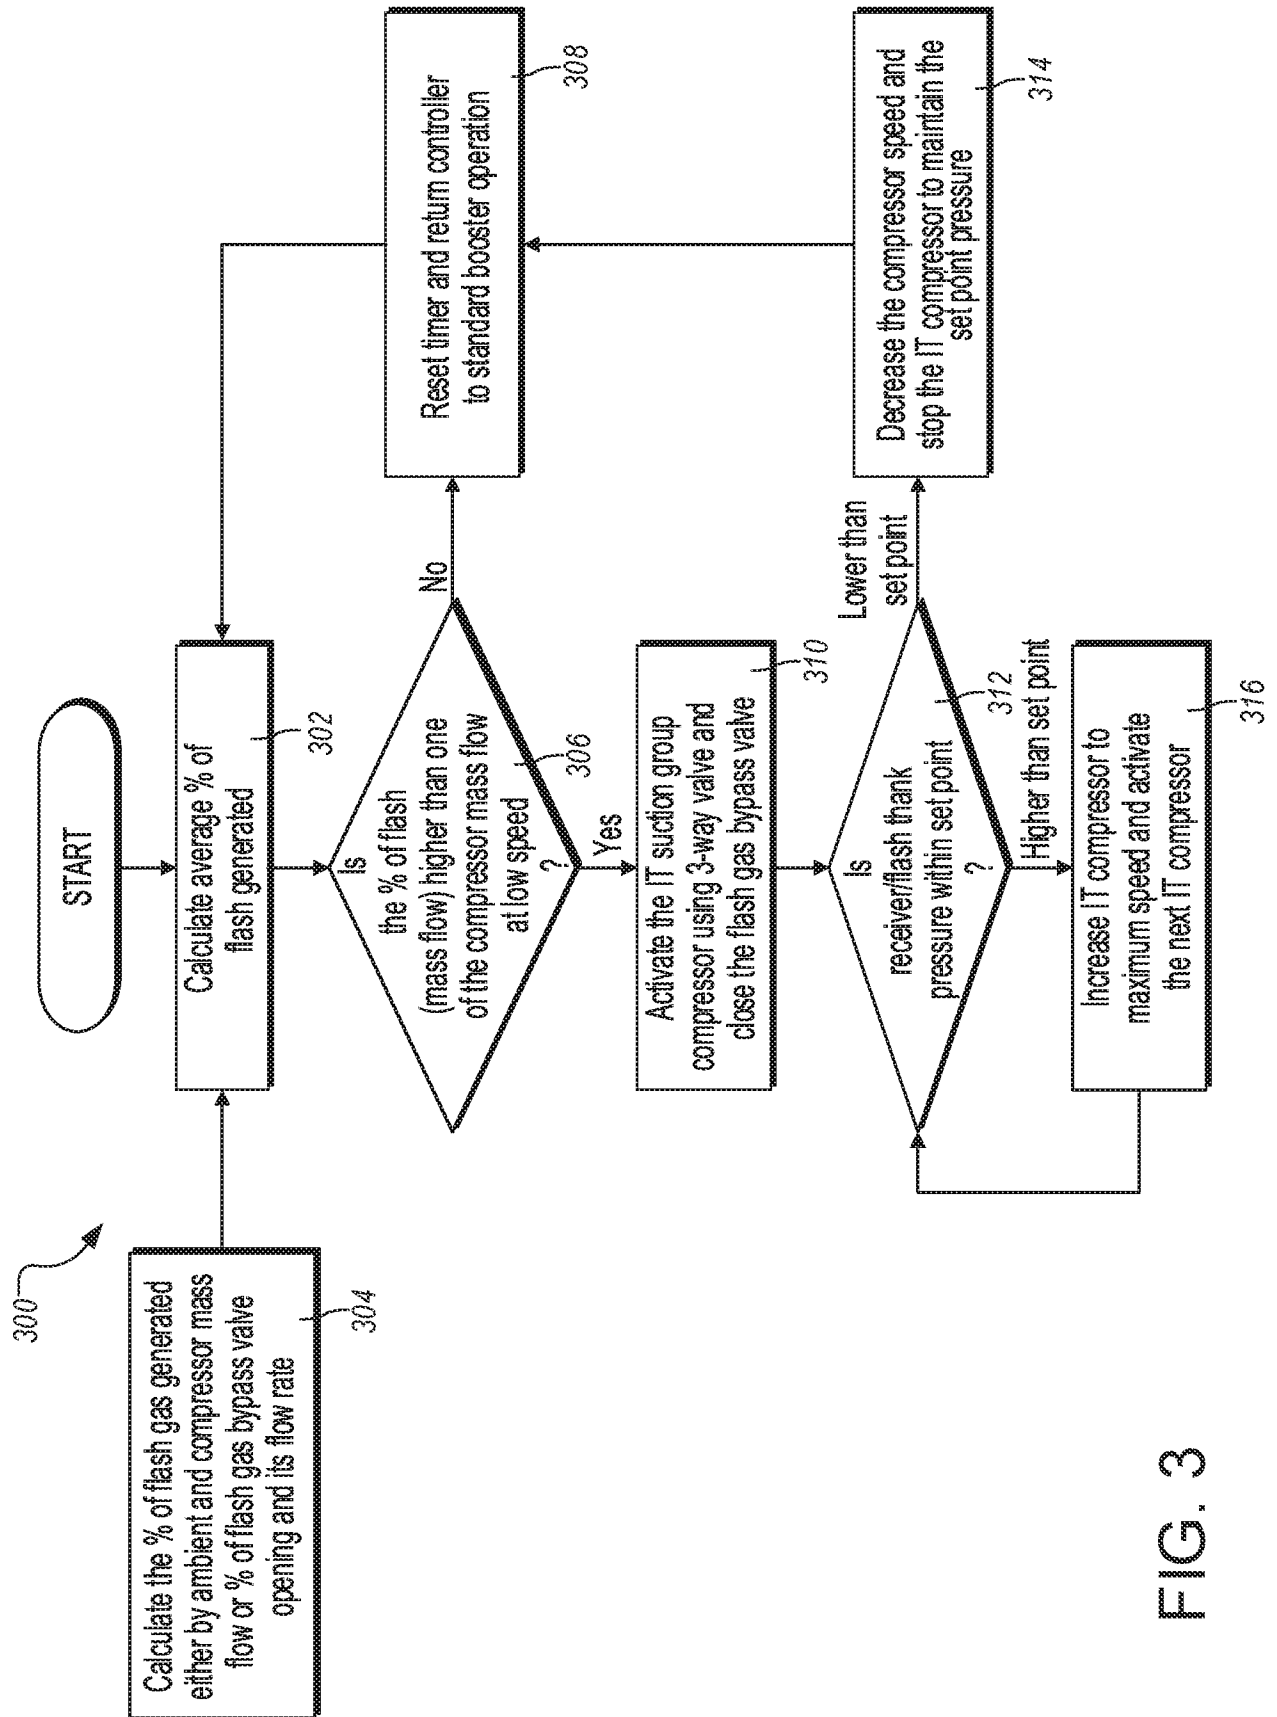 300
START
Calculate the % of flash gas generated
either by ambient and compressor mass
flow or % of flash gas bypass valve
opening and its flow rate
304
Calculate average % of
flash generated
302
Is
the % of flash
(mass flow) higher than one
of the compressor mass flow
at low speed
?
306
No
Reset timer and return controller
to standard booster operation
308
Yes
Activate the IT suction group
compressor using 3-way valve and
close the flash gas bypass valve
310
Is
receiver/flash thank
pressure within set point
?
312
Lower than
set point
Decrease the compressor speed and
stop the IT compressor to maintain the
set point pressure
314
Higher than set point
Increase IT compressor to
maximum speed and activate
the next IT compressor
316
FIG. 3